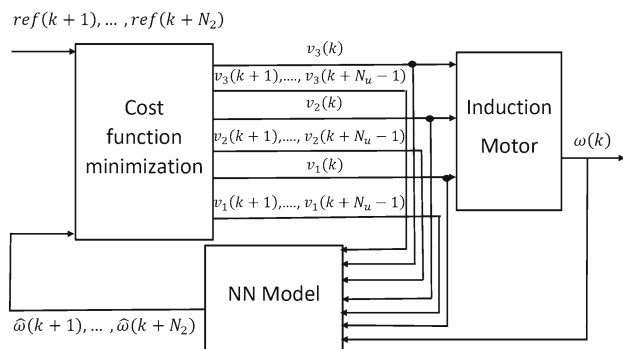 ref(k + 1), … , ref(k + N₂)
v₃(k)
v₃(k + 1), …., v₃(k + Nᵤ − 1)
v₂(k)
v₂(k + 1), …., v₂(k + Nᵤ − 1)
v₁(k)
v₁(k + 1), …., v₁(k + Nᵤ − 1)
Cost
function
minimization
Induction
Motor
ω(k)
NN Model
ω̂(k + 1), … , ω̂(k + N₂)